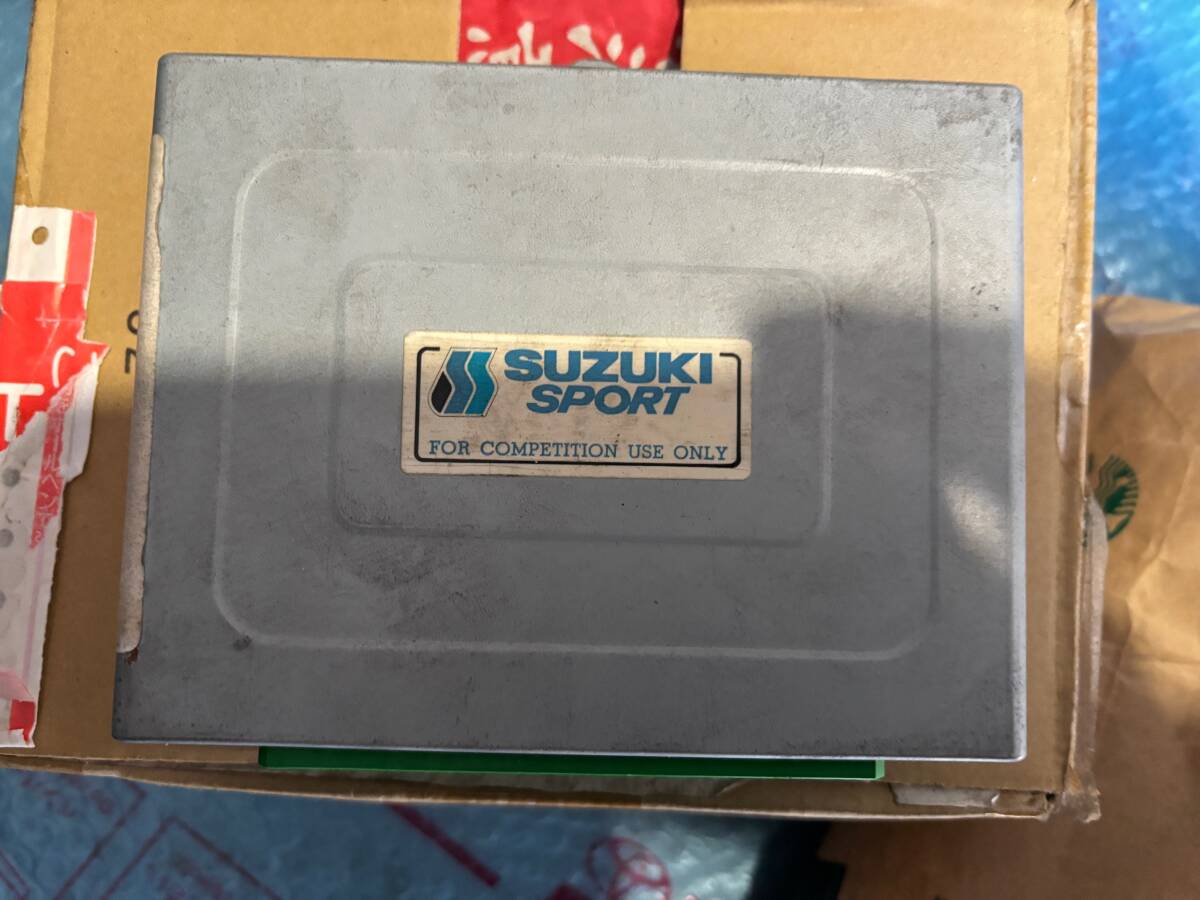 SUZUKI
SPORT
FOR COMPETITION USE ONLY